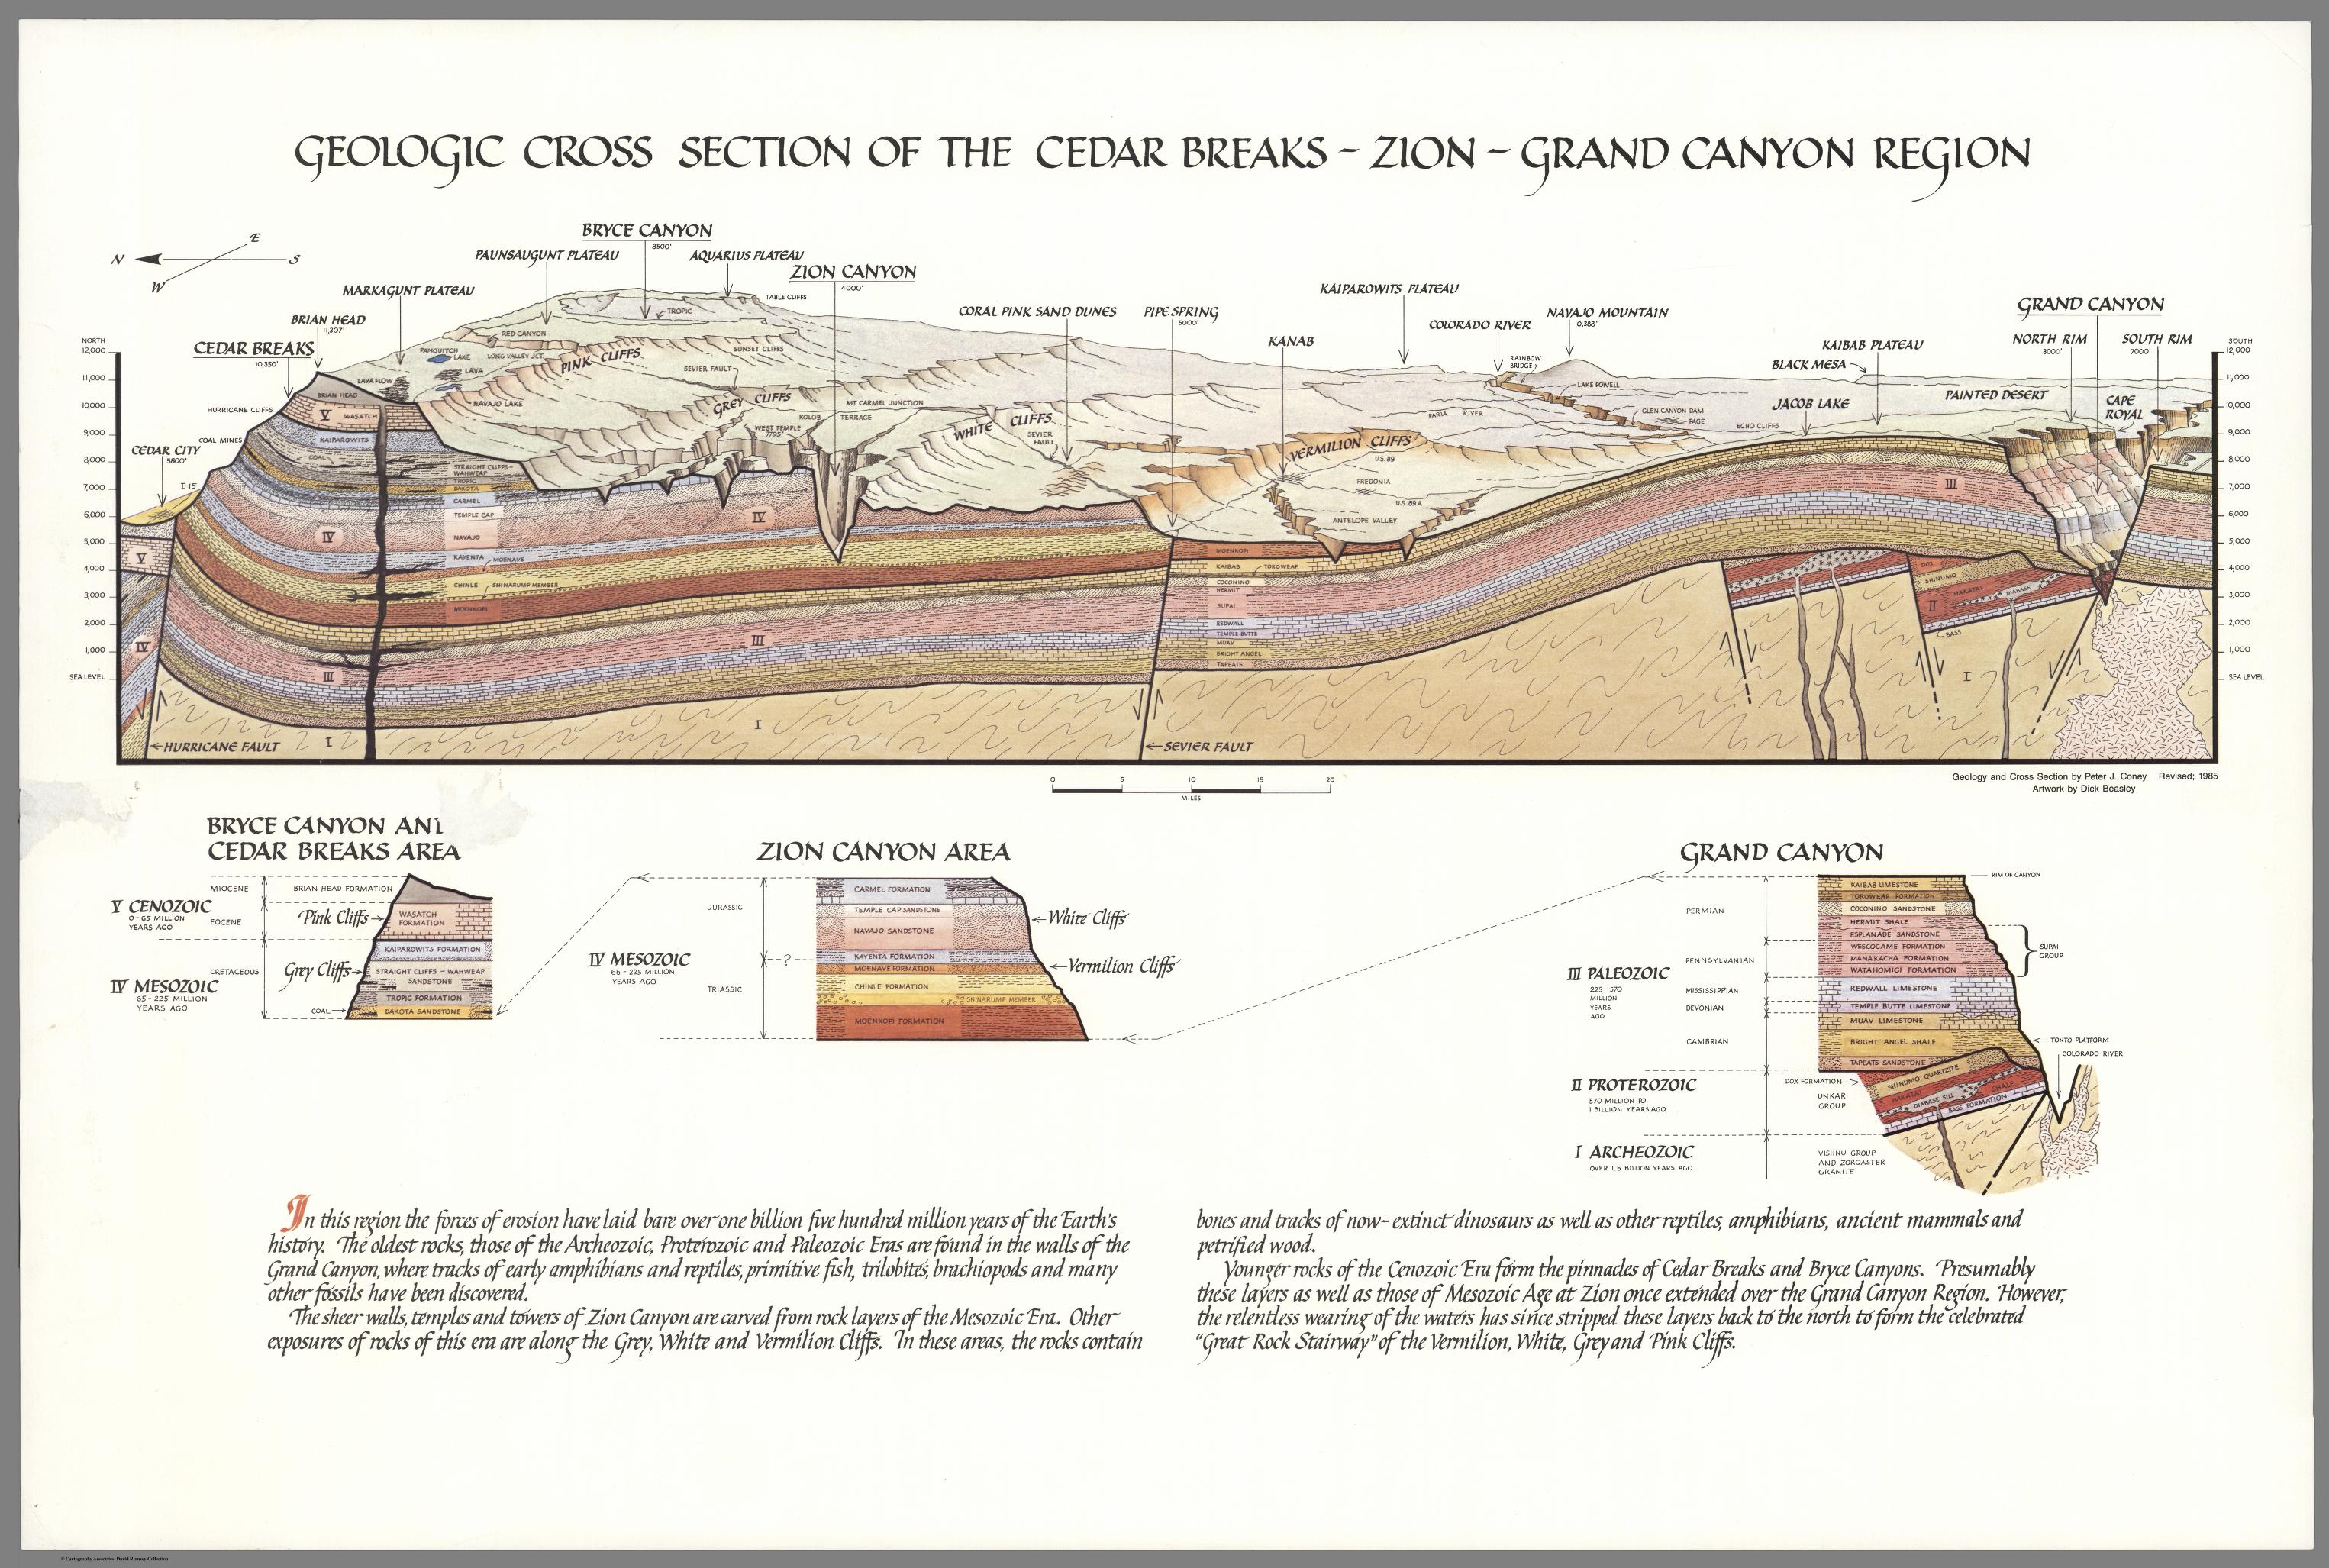 GEOLOGIC CROSS SECTION OF THE CEDAR BREAKS – ZION – GRAND CANYON REGION
N
E
S
W
BRYCE CANYON
8500'
PAUNSAUGUNT PLATEAU
AQUARIUS PLATEAU
ZION CANYON
4000'
MARKAGUNT PLATEAU
TABLE CLIFFS
BRIAN HEAD
11,307'
CEDAR BREAKS
10,350'
CORAL PINK SAND DUNES
PIPE SPRING
5000'
KANAB
KAIPAROWITS PLATEAU
COLORADO RIVER
NAVAJO MOUNTAIN
10,388'
RAINBOW
BRIDGE
GRAND CANYON
NORTH RIM
8000'
SOUTH RIM
7000'
KAIBAB PLATEAU
BLACK MESA
JACOB LAKE
PAINTED DESERT
CAPE
ROYAL
NORTH
12,000
11,000
10,000
9,000
8,000
7,000
6,000
5,000
4,000
3,000
2,000
1,000
SEA LEVEL
SOUTH
12,000
11,000
10,000
9,000
8,000
7,000
6,000
5,000
4,000
3,000
2,000
1,000
SEA LEVEL
TROPIC
RED CANYON
PANGUITCH
LAKE
LONG VALLEY JCT.
PINK CLIFFS
SUNSET CLIFFS
LAVA
LAVA FLOW
SEVIER FAULT
NAVAJO LAKE
GREY CLIFFS
MT. CARMEL JUNCTION
KOLOB
TERRACE
WEST TEMPLE
7795'
WHITE CLIFFS
SEVIER
FAULT
VERMILION CLIFFS
U.S. 89
FREDONIA
U.S. 89A
ANTELOPE VALLEY
PARIA RIVER
LAKE POWELL
GLEN CANYON DAM
PAGE
ECHO CLIFFS
HURRICANE CLIFFS
COAL MINES
CEDAR CITY
5800'
I-15
BRIAN HEAD
V
WASATCH
KAIPAROWITS
COAL
STRAIGHT CLIFFS-
WAHWEAP
TROPIC
DAKOTA
CARMEL
TEMPLE CAP
NAVAJO
KAYENTA
MOENAVE
CHINLE
SHINARUMP MEMBER
MOENKOPI
IV
IV
III
III
I
I
V
IV
MOENKOPI
KAIBAB
TOROWEAP
COCONINO
HERMIT
SUPAI
REDWALL
TEMPLE BUTTE
MUAV
BRIGHT ANGEL
TAPEATS
III
DOX
SHINUMO
HAKATAI
DIABASE
II
BASS
I
HURRICANE FAULT
SEVIER FAULT
0 5 10 15 20
MILES
Geology and Cross Section by Peter J. Coney Revised; 1985
Artwork by Dick Beasley
BRYCE CANYON AN
CEDAR BREAKS AREA
V CENOZOIC
0-65 MILLION
YEARS AGO
MIOCENE
EOCENE
CRETACEOUS
IV MESOZOIC
65-225 MILLION
YEARS AGO
BRIAN HEAD FORMATION
Pink Cliffs
WASATCH
FORMATION
KAIPAROWITS FORMATION
Grey Cliffs
STRAIGHT CLIFFS – WAHWEAP
SANDSTONE
TROPIC FORMATION
COAL
DAKOTA SANDSTONE
ZION CANYON AREA
JURASSIC
?
TRIASSIC
IV MESOZOIC
65-225 MILLION
YEARS AGO
CARMEL FORMATION
TEMPLE CAP SANDSTONE
NAVAJO SANDSTONE
KAYENTA FORMATION
MOENAVE FORMATION
CHINLE FORMATION
SHINARUMP MEMBER
MOENKOPI FORMATION
White Cliffs
Vermilion Cliffs
GRAND CANYON
RIM OF CANYON
KAIBAB LIMESTONE
TOROWEAP FORMATION
COCONINO SANDSTONE
HERMIT SHALE
ESPLANADE SANDSTONE
WESCOGAME FORMATION
MANAKACHA FORMATION
WATAHOMIGI FORMATION
SUPAI
GROUP
REDWALL LIMESTONE
TEMPLE BUTTE LIMESTONE
MUAV LIMESTONE
BRIGHT ANGEL SHALE
TAPEATS SANDSTONE
PERMIAN
PENNSYLVANIAN
MISSISSIPPIAN
DEVONIAN
CAMBRIAN
III PALEOZOIC
225-570
MILLION
YEARS
AGO
TONTO PLATFORM
COLORADO RIVER
II PROTEROZOIC
570 MILLION TO
1 BILLION YEARS AGO
DOX FORMATION
UNKAR
GROUP
SHINUMO QUARTZITE
HAKATAI SHALE
DIABASE SILL
BASS FORMATION
I ARCHEOZOIC
OVER 1.5 BILLION YEARS AGO
VISHNU GROUP
AND ZOROASTER
GRANITE
In this region the forces of erosion have laid bare over one billion five hundred million years of the Earth's
history. The oldest rocks, those of the Archeozoic, Proterozoic and Paleozoic Eras are found in the walls of the
Grand Canyon, where tracks of early amphibians and reptiles, primitive fish, trilobites, brachiopods and many
other fossils have been discovered.
The sheer walls, temples and towers of Zion Canyon are carved from rock layers of the Mesozoic Era. Other
exposures of rocks of this era are along the Grey, White and Vermilion Cliffs. In these areas, the rocks contain
bones and tracks of now-extinct dinosaurs as well as other reptiles, amphibians, ancient mammals and
petrified wood.
Younger rocks of the Cenozoic Era form the pinnacles of Cedar Breaks and Bryce Canyons. Presumably
these layers as well as those of Mesozoic Age at Zion once extended over the Grand Canyon Region. However,
the relentless wearing of the waters has since stripped these layers back to the north to form the celebrated
"Great Rock Stairway" of the Vermilion, White, Grey and Pink Cliffs.
© Cartography Associates, David Rumsey Collection